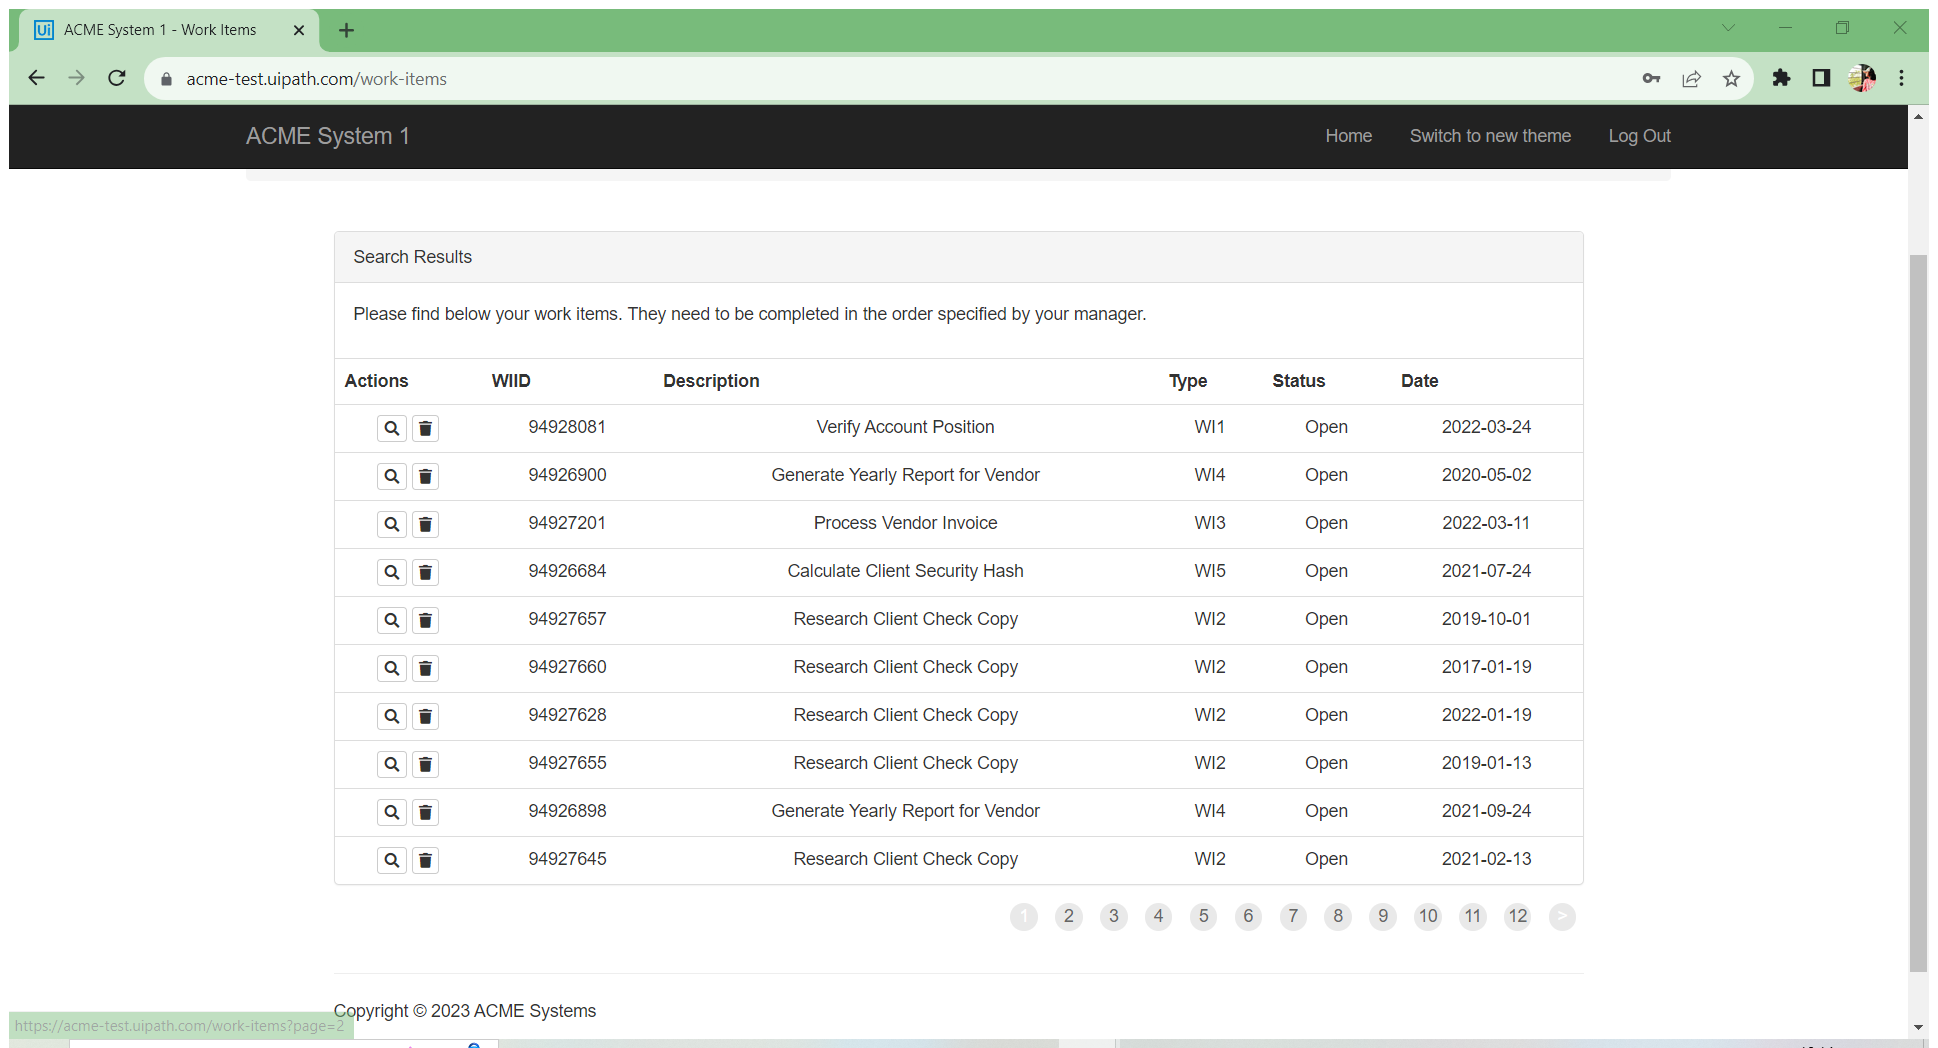 Ui ACME System 1 - Work Items
acme-test.uipath.com/work-items
ACME System 1 Home Switch to new theme Log Out
Search Results
Please find below your work items. They need to be completed in the order specified by your manager.
Actions WIID Description Type Status Date
94928081 Verify Account Position WI1 Open 2022-03-24
94926900 Generate Yearly Report for Vendor WI4 Open 2020-05-02
94927201 Process Vendor Invoice WI3 Open 2022-03-11
94926684 Calculate Client Security Hash WI5 Open 2021-07-24
94927657 Research Client Check Copy WI2 Open 2019-10-01
94927660 Research Client Check Copy WI2 Open 2017-01-19
94927628 Research Client Check Copy WI2 Open 2022-01-19
94927655 Research Client Check Copy WI2 Open 2019-01-13
94926898 Generate Yearly Report for Vendor WI4 Open 2021-09-24
94927645 Research Client Check Copy WI2 Open 2021-02-13
1 2 3 4 5 6 7 8 9 10 11 12 >
Copyright © 2023 ACME Systems
https://acme-test.uipath.com/work-items?page=2